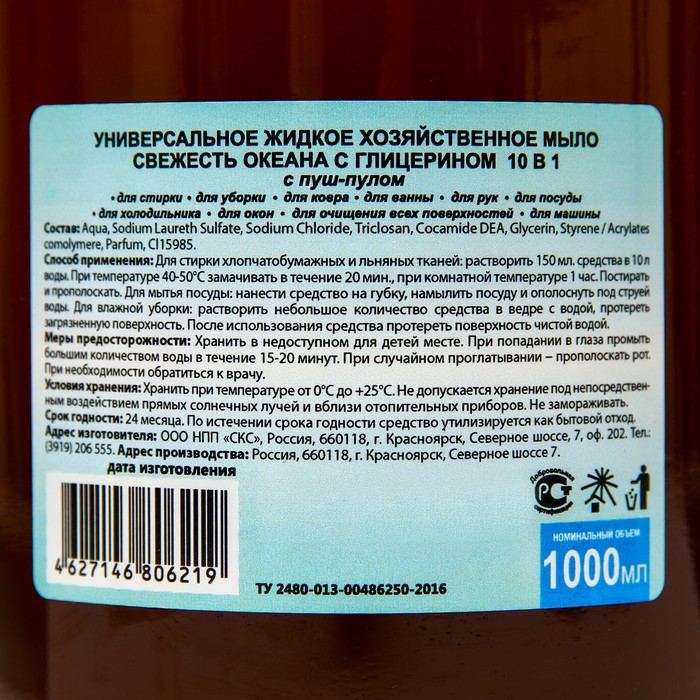 УНИВЕРСАЛЬНОЕ ЖИДКОЕ ХОЗЯЙСТВЕННОЕ МЫЛО
СВЕЖЕСТЬ ОКЕАНА С ГЛИЦЕРИНОМ 10 В 1
с пуш-пулом
• для стирки • для уборки • для ковра • для ванны • для рук • для посуды
• для холодильника • для окон • для очищения всех поверхностей • для машины
Состав: Aqua, Sodium Laureth Sulfate, Sodium Chloride, Triclosan, Cocamide DEA, Glycerin, Styrene / Acrylates
comolymere, Parfum, CI15985.
Способ применения: Для стирки хлопчатобумажных и льняных тканей: растворить 150 мл. средства в 10 л
воды. При температуре 40-50°С замачивать в течение 20 мин., при комнатной температуре 1 час. Постирать
и прополоскать. Для мытья посуды: нанести средство на губку, намылить посуду и ополоснуть под струей
воды. Для влажной уборки: растворить небольшое количество средства в ведре с водой, протереть
загрязненную поверхность. После использования средства протереть поверхность чистой водой.
Меры предосторожности: Хранить в недоступном для детей месте. При попадании в глаза промыть
большим количеством воды в течение 15-20 минут. При случайном проглатывании – прополоскать рот.
При необходимости обратиться к врачу.
Условия хранения: Хранить при температуре от 0°С до +25°С. Не допускается хранение под непосредствен-
ным воздействием прямых солнечных лучей и вблизи отопительных приборов. Не замораживать.
Срок годности: 24 месяца. По истечении срока годности средство утилизируется как бытовой отход.
Адрес изготовителя: ООО НПП «СКС», Россия, 660118, г. Красноярск, Северное шоссе, 7, оф. 202. Тел.:
(3919) 206 555. Адрес производства: Россия, 660118, г. Красноярск, Северное шоссе 7.
дата изготовления
Добровольная
РСТ
сертификация
НОМИНАЛЬНЫЙ ОБЪЕМ
1000 МЛ
4 627146 806219
ТУ 2480-013-00486250-2016